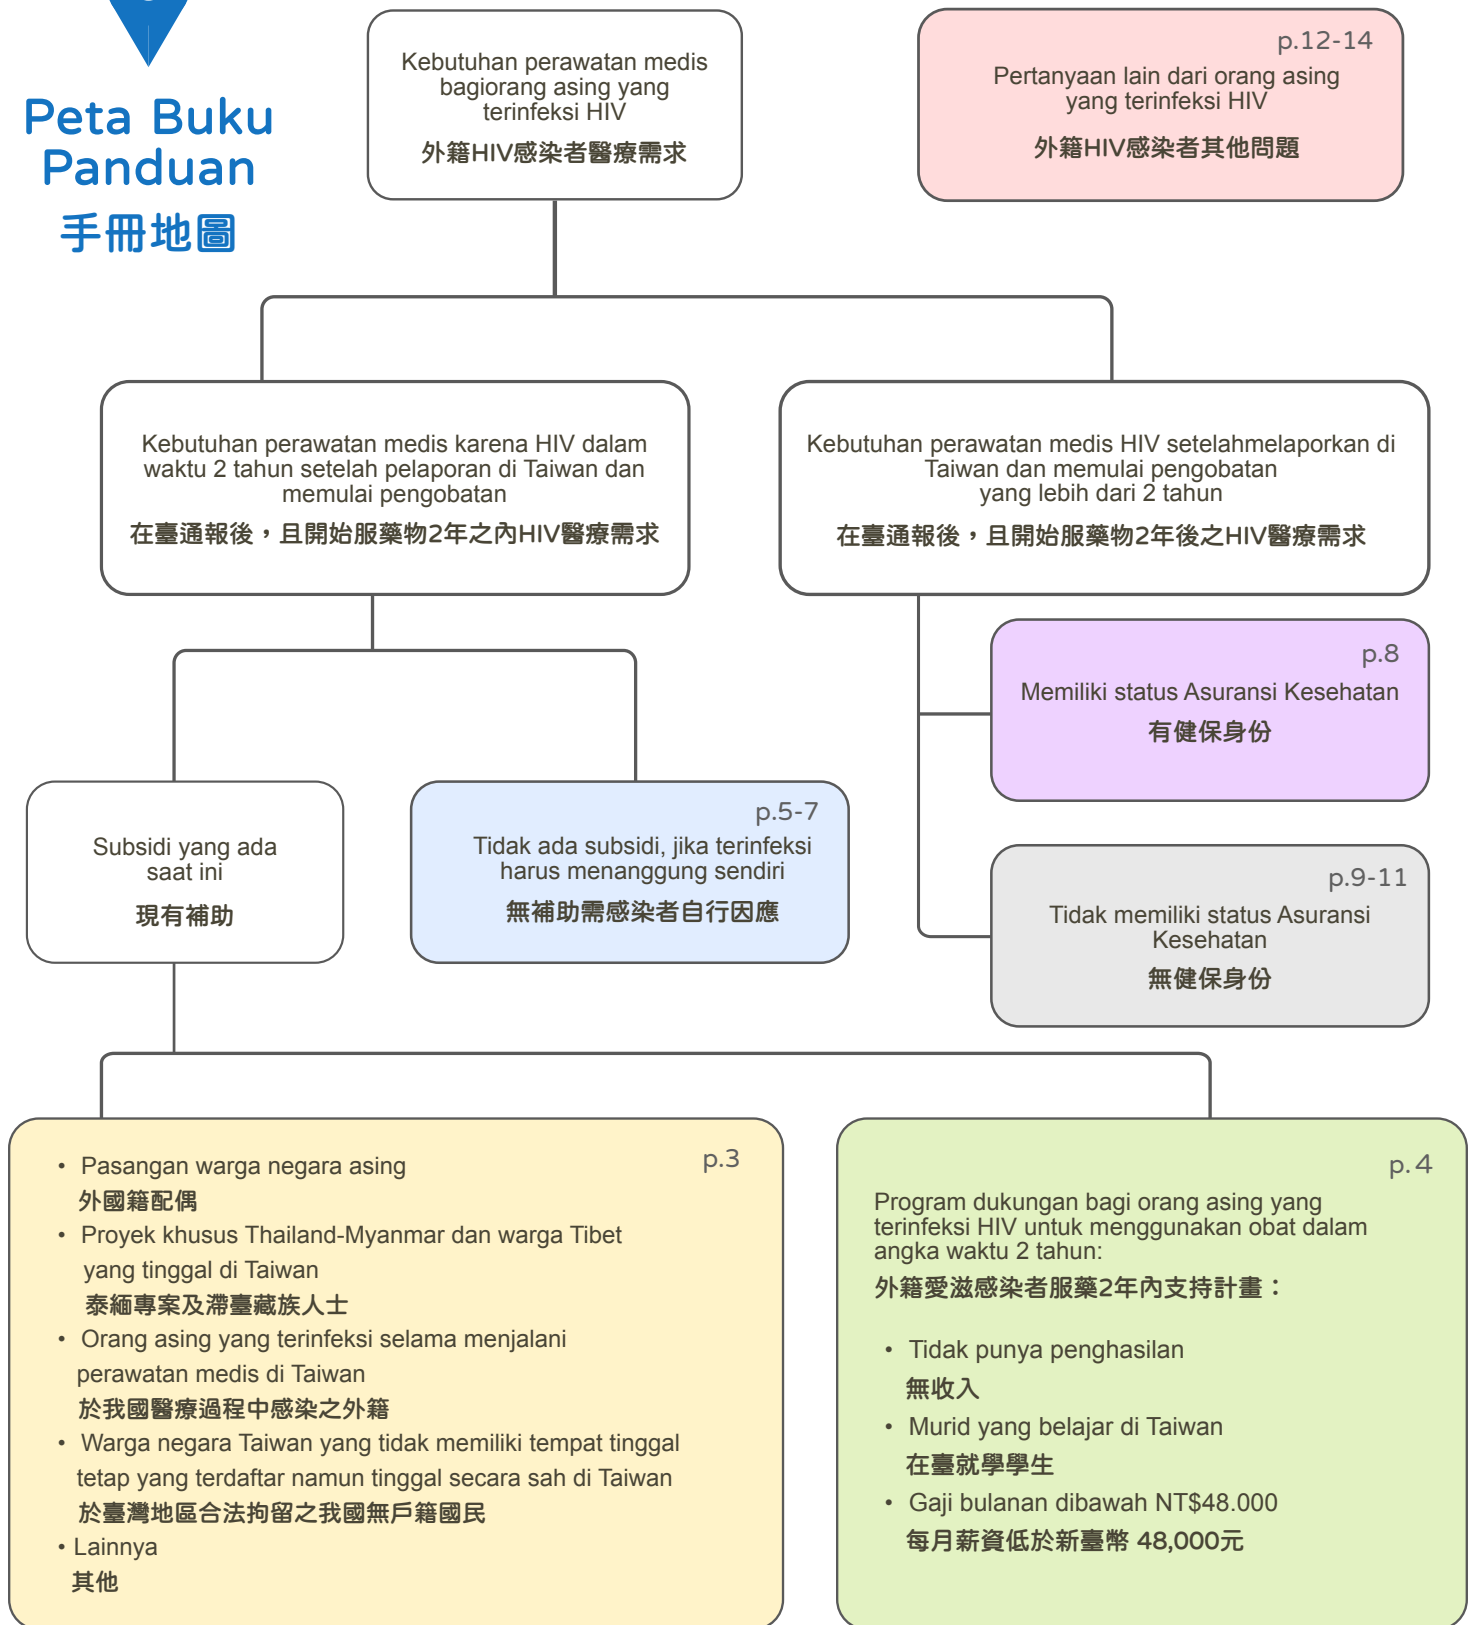 Peta Buku
Panduan
手冊地圖
Kebutuhan perawatan medis
bagiorang asing yang
terinfeksi HIV
外籍HIV感染者醫療需求
p.12-14
Pertanyaan lain dari orang asing
yang terinfeksi HIV
外籍HIV感染者其他問題
Kebutuhan perawatan medis karena HIV dalam
waktu 2 tahun setelah pelaporan di Taiwan dan
memulai pengobatan
在臺通報後，且開始服藥物2年之內HIV醫療需求
Kebutuhan perawatan medis HIV setelahmelaporkan di
Taiwan dan memulai pengobatan
yang lebih dari 2 tahun
在臺通報後，且開始服藥物2年後之HIV醫療需求
p.8
Memiliki status Asuransi Kesehatan
有健保身份
Subsidi yang ada
saat ini
現有補助
p.5-7
Tidak ada subsidi, jika terinfeksi
harus menanggung sendiri
無補助需感染者自行因應
p.9-11
Tidak memiliki status Asuransi
Kesehatan
無健保身份
p.3
• Pasangan warga negara asing
外國籍配偶
• Proyek khusus Thailand-Myanmar dan warga Tibet
yang tinggal di Taiwan
泰緬專案及滯臺藏族人士
• Orang asing yang terinfeksi selama menjalani
perawatan medis di Taiwan
於我國醫療過程中感染之外籍
• Warga negara Taiwan yang tidak memiliki tempat tinggal
tetap yang terdaftar namun tinggal secara sah di Taiwan
於臺灣地區合法拘留之我國無戶籍國民
• Lainnya
其他
p.4
Program dukungan bagi orang asing yang
terinfeksi HIV untuk menggunakan obat dalam
angka waktu 2 tahun:
外籍愛滋感染者服藥2年內支持計畫：
• Tidak punya penghasilan
無收入
• Murid yang belajar di Taiwan
在臺就學學生
• Gaji bulanan dibawah NT$48.000
每月薪資低於新臺幣 48,000元